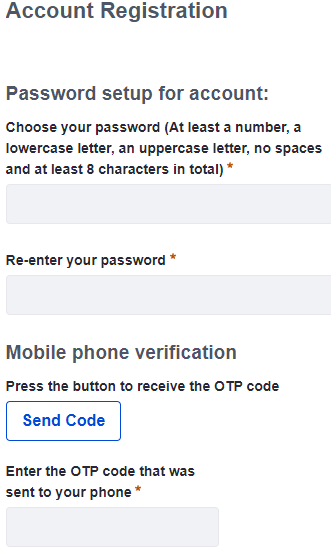 Account Registration
Password setup for account:
Choose your password (At least a number, a
lowercase letter, an uppercase letter, no spaces
and at least 8 characters in total) *
Re-enter your password *
Mobile phone verification
Press the button to receive the OTP code
Send Code
Enter the OTP code that was
sent to your phone *